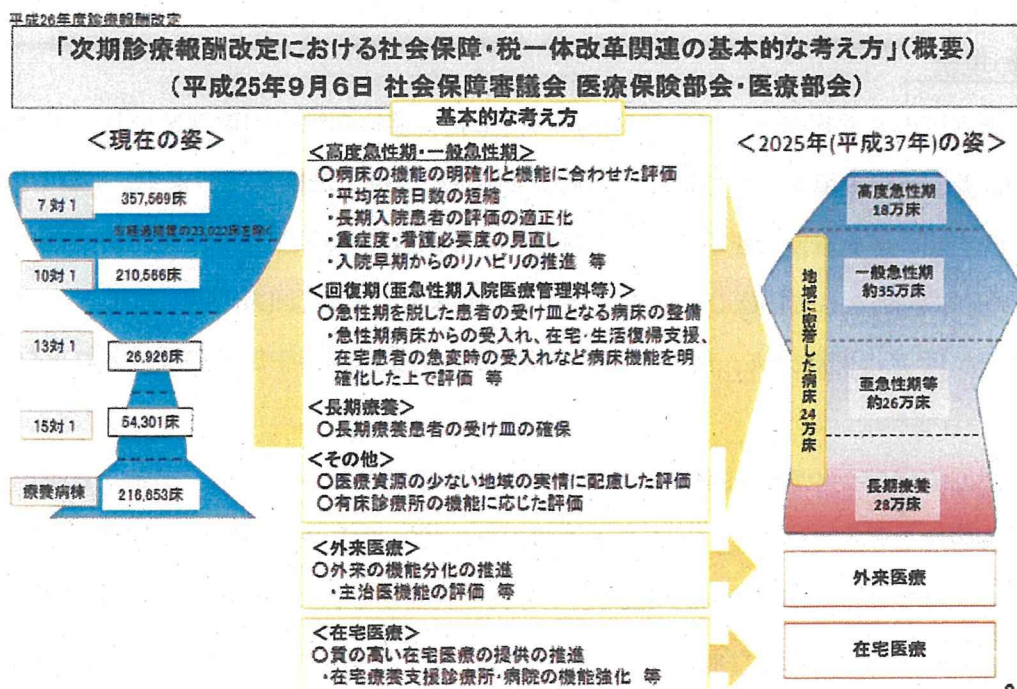 平成26年度診療報酬改定
「次期診療報酬改定における社会保障・税一体改革関連の基本的な考え方」(概要)
(平成25年9月6日 社会保障審議会 医療保険部会・医療部会)
<現在の姿>
7対1
357,569床
※経過措置の23,022床を除く
10対1
210,566床
13対1
26,926床
15対1
54,301床
療養病棟
216,653床
基本的な考え方
<高度急性期・一般急性期>
○病床の機能の明確化と機能に合わせた評価
・平均在院日数の短縮
・長期入院患者の評価の適正化
・重症度・看護必要度の見直し
・入院早期からのリハビリの推進 等
<回復期(亜急性期入院医療管理料等)>
○急性期を脱した患者の受け皿となる病床の整備
・急性期病床からの受入れ、在宅・生活復帰支援、
在宅患者の急変時の受入れなど病床機能を明
確化した上で評価 等
<長期療養>
○長期療養患者の受け皿の確保
<その他>
○医療資源の少ない地域の実情に配慮した評価
○有床診療所の機能に応じた評価
<外来医療>
○外来の機能分化の推進
・主治医機能の評価 等
<在宅医療>
○質の高い在宅医療の提供の推進
・在宅療養支援診療所・病院の機能強化 等
<2025年(平成37年)の姿>
高度急性期
18万床
一般急性期
約35万床
亜急性期等
約26万床
長期療養
28万床
地域に密着した病床 24万床
外来医療
在宅医療